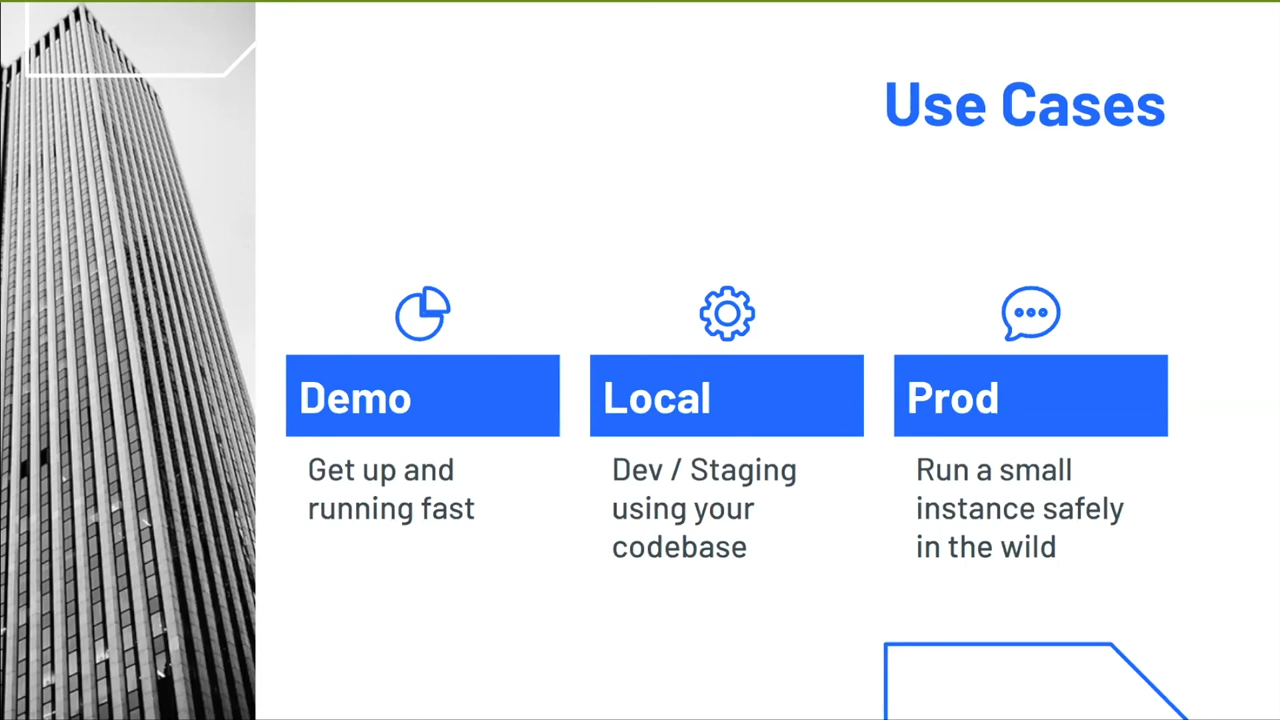 Use Cases
Demo
Get up and
running fast
Local
Dev / Staging
using your
codebase
Prod
Run a small
instance safely
in the wild